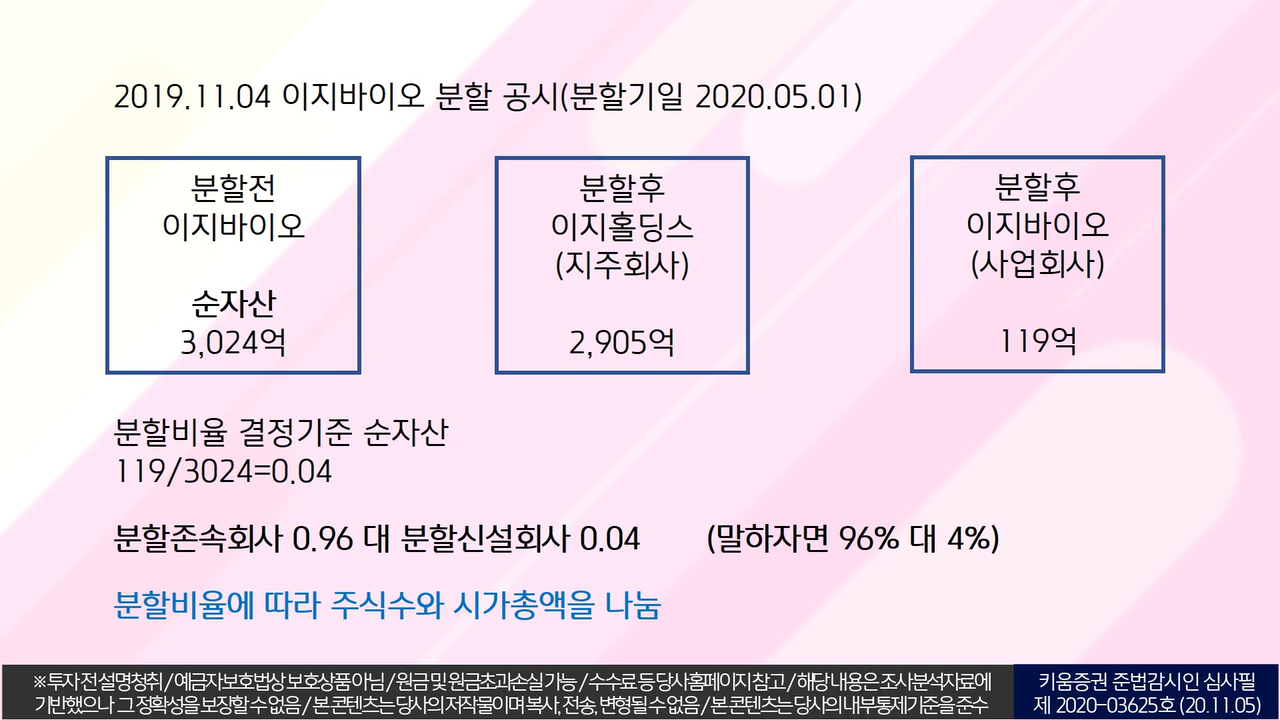 2019.11.04 이지바이오 분할 공시(분할기일 2020.05.01)
분할전
이지바이오
순자산
3,024억
분할후
이지홀딩스
(지주회사)
2,905억
분할후
이지바이오
(사업회사)
119억
분할비율 결정기준 순자산
119/3024=0.04
분할존속회사 0.96 대 분할신설회사 0.04 (말하자면 96% 대 4%)
분할비율에 따라 주식수와 시가총액을 나눔
※ 투자 전 설명청취 / 예금자보호법상 보호상품 아님 / 원금 및 원금초과손실 가능 / 수수료 등 당사홈페이지 참고 / 해당 내용은 조사분석자료에
기반했으나 그 정확성을 보장할 수 없음 / 본 콘텐츠는 당사의 저작물이며 복사, 전송, 변형될 수 없음 / 본 콘텐츠는 당사의 내부통제기준을 준수
키움증권 준법감시인 심사필
제 2020-03625호 (20.11.05)